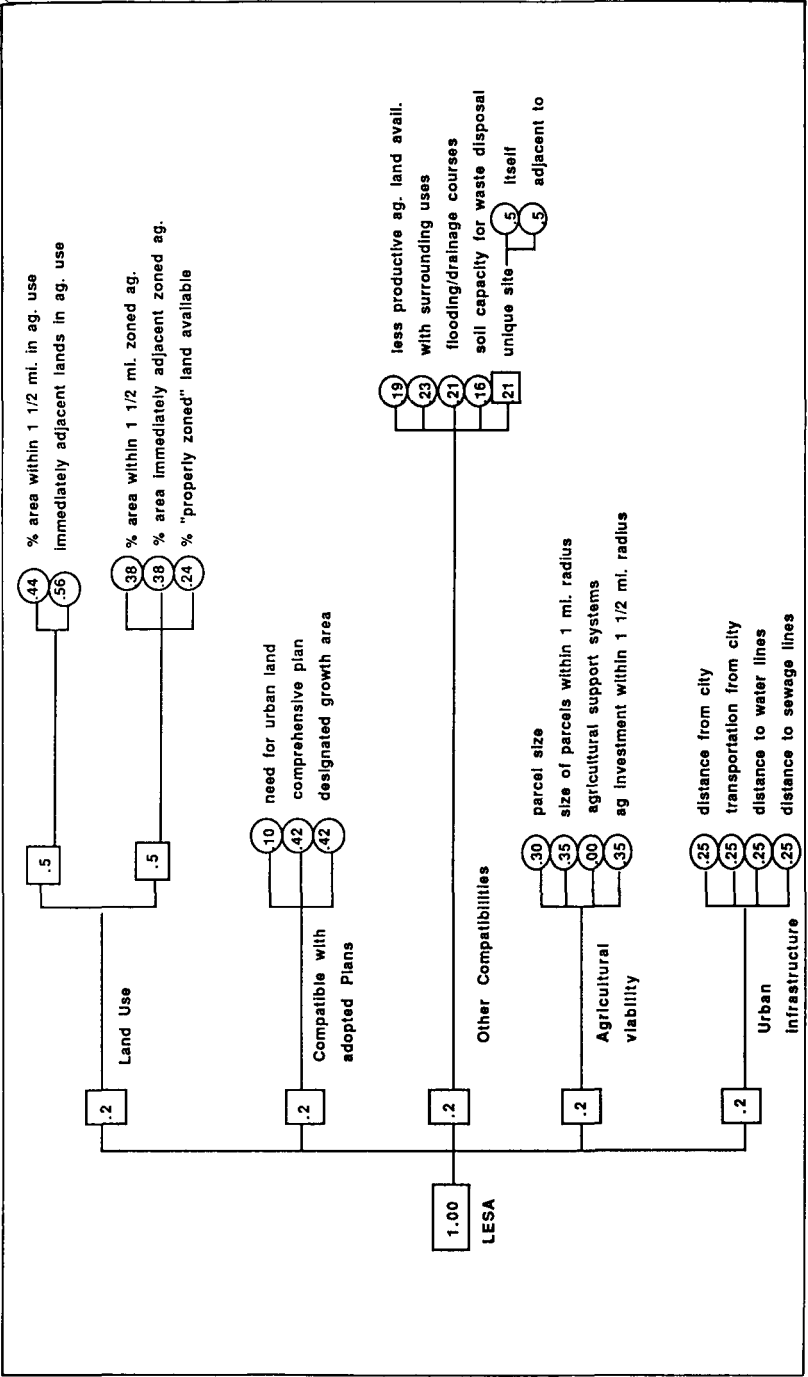 1.00
LESA
.2
Land Use
.5
.44 % area within 1 1/2 mi. in ag. use
.56 immediately adjacent lands in ag. use
.5
.38 % area within 1 1/2 mi. zoned ag.
.38 % area immediately adjacent zoned ag.
.24 % "properly zoned" land available
.2
Compatible with
adopted Plans
.10 need for urban land
.42 comprehensive plan
.42 designated growth area
.2
Other Compatibilities
.19 less productive ag. land avail.
.23 with surrounding uses
.21 flooding/drainage courses
.16 soil capacity for waste disposal
.21 unique site
.5 itself
.5 adjacent to
.2
Agricultural
viability
.30 parcel size
.35 size of parcels within 1 mi. radius
.00 agricultural support systems
.35 ag investment within 1 1/2 mi. radius
.2
Urban
infrastructure
.25 distance from city
.25 transportation from city
.25 distance to water lines
.25 distance to sewage lines